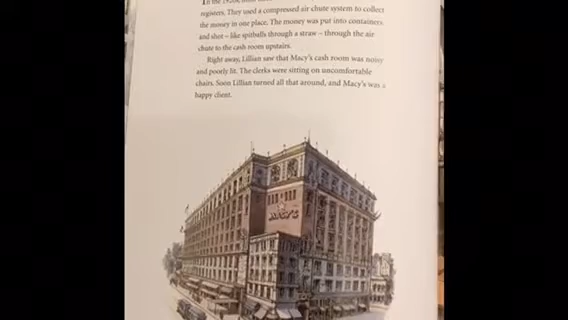 In the 1920s,
registers. They used a compressed air chute system to collect
the money in one place. The money was put into containers
and shot – like spitballs through a straw – through the air
chute to the cash room upstairs.
Right away, Lillian saw that Macy's cash room was noisy
and poorly lit. The clerks were sitting on uncomfortable
chairs. Soon Lillian turned all that around, and Macy's was a
happy client.
MACY'S